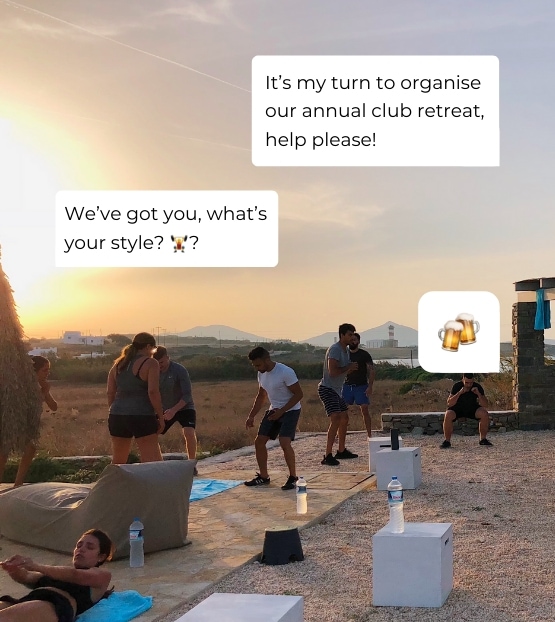 It's my turn to organise
our annual club retreat,
help please!
We've got you, what's
your style? 🏋️?
🍻